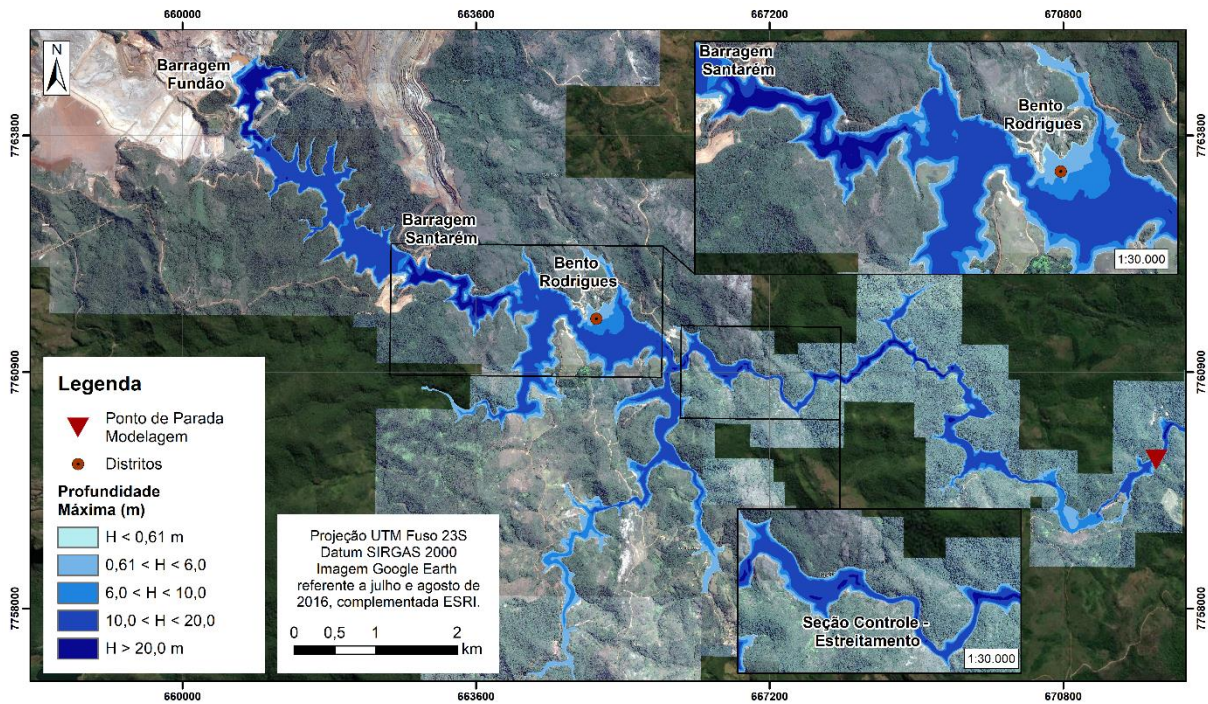 660000 663600 667200 670800
N
Barragem
Fundão
Barragem
Santarém
Bento
Rodrigues
1:30.000
7763800
7763800
Barragem
Santarém
Bento
Rodrigues
7760900
7760900
Legenda
Ponto de Parada
Modelagem
Distritos
Profundidade
Máxima (m)
H < 0,61 m
0,61 < H < 6,0
6,0 < H < 10,0
10,0 < H < 20,0
H > 20,0 m
Projeção UTM Fuso 23S
Datum SIRGAS 2000
Imagem Google Earth
referente a julho e agosto de
2016, complementada ESRI.
0 0,5 1 2
km
Seção Controle -
Estreitamento
1:30.000
7758000
7758000
660000 663600 667200 670800